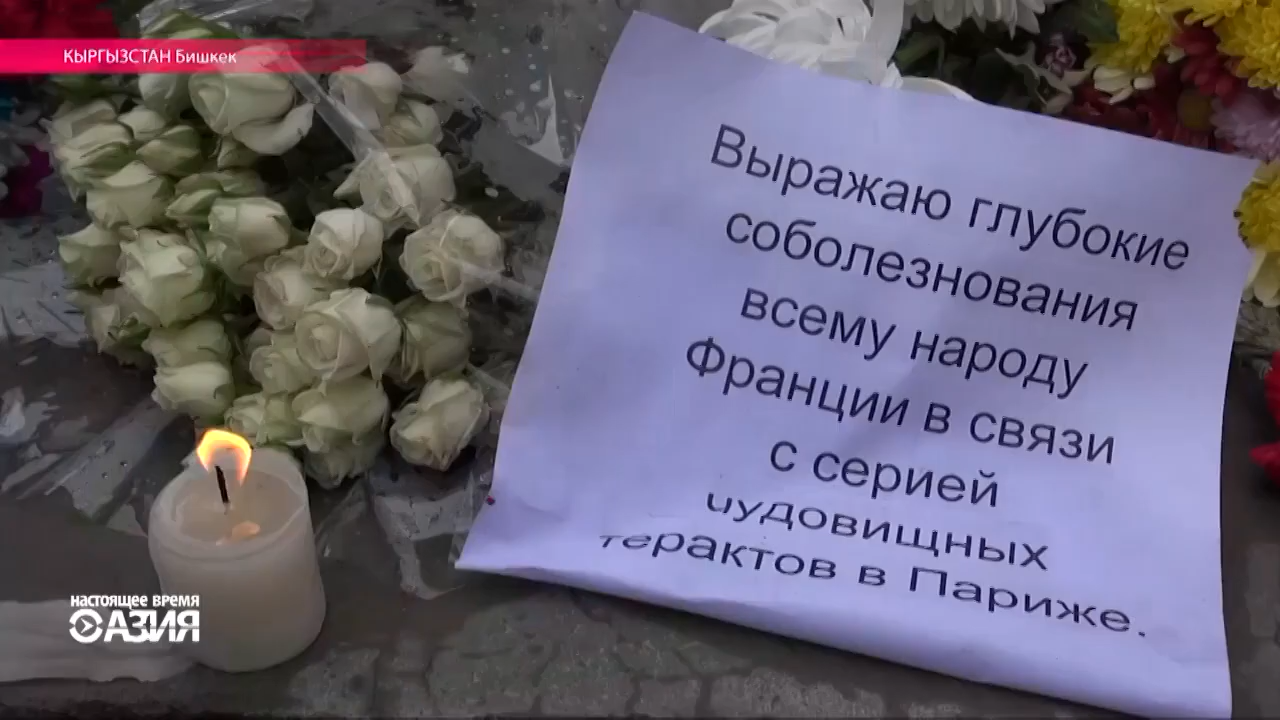 КЫРГЫЗСТАН Бишкек
Выражаю глубокие
соболезнования
всему народу
Франции в связи
с серией
чудовищных
терактов в Париже.
НАСТОЯЩЕЕ ВРЕМЯ
АЗИЯ